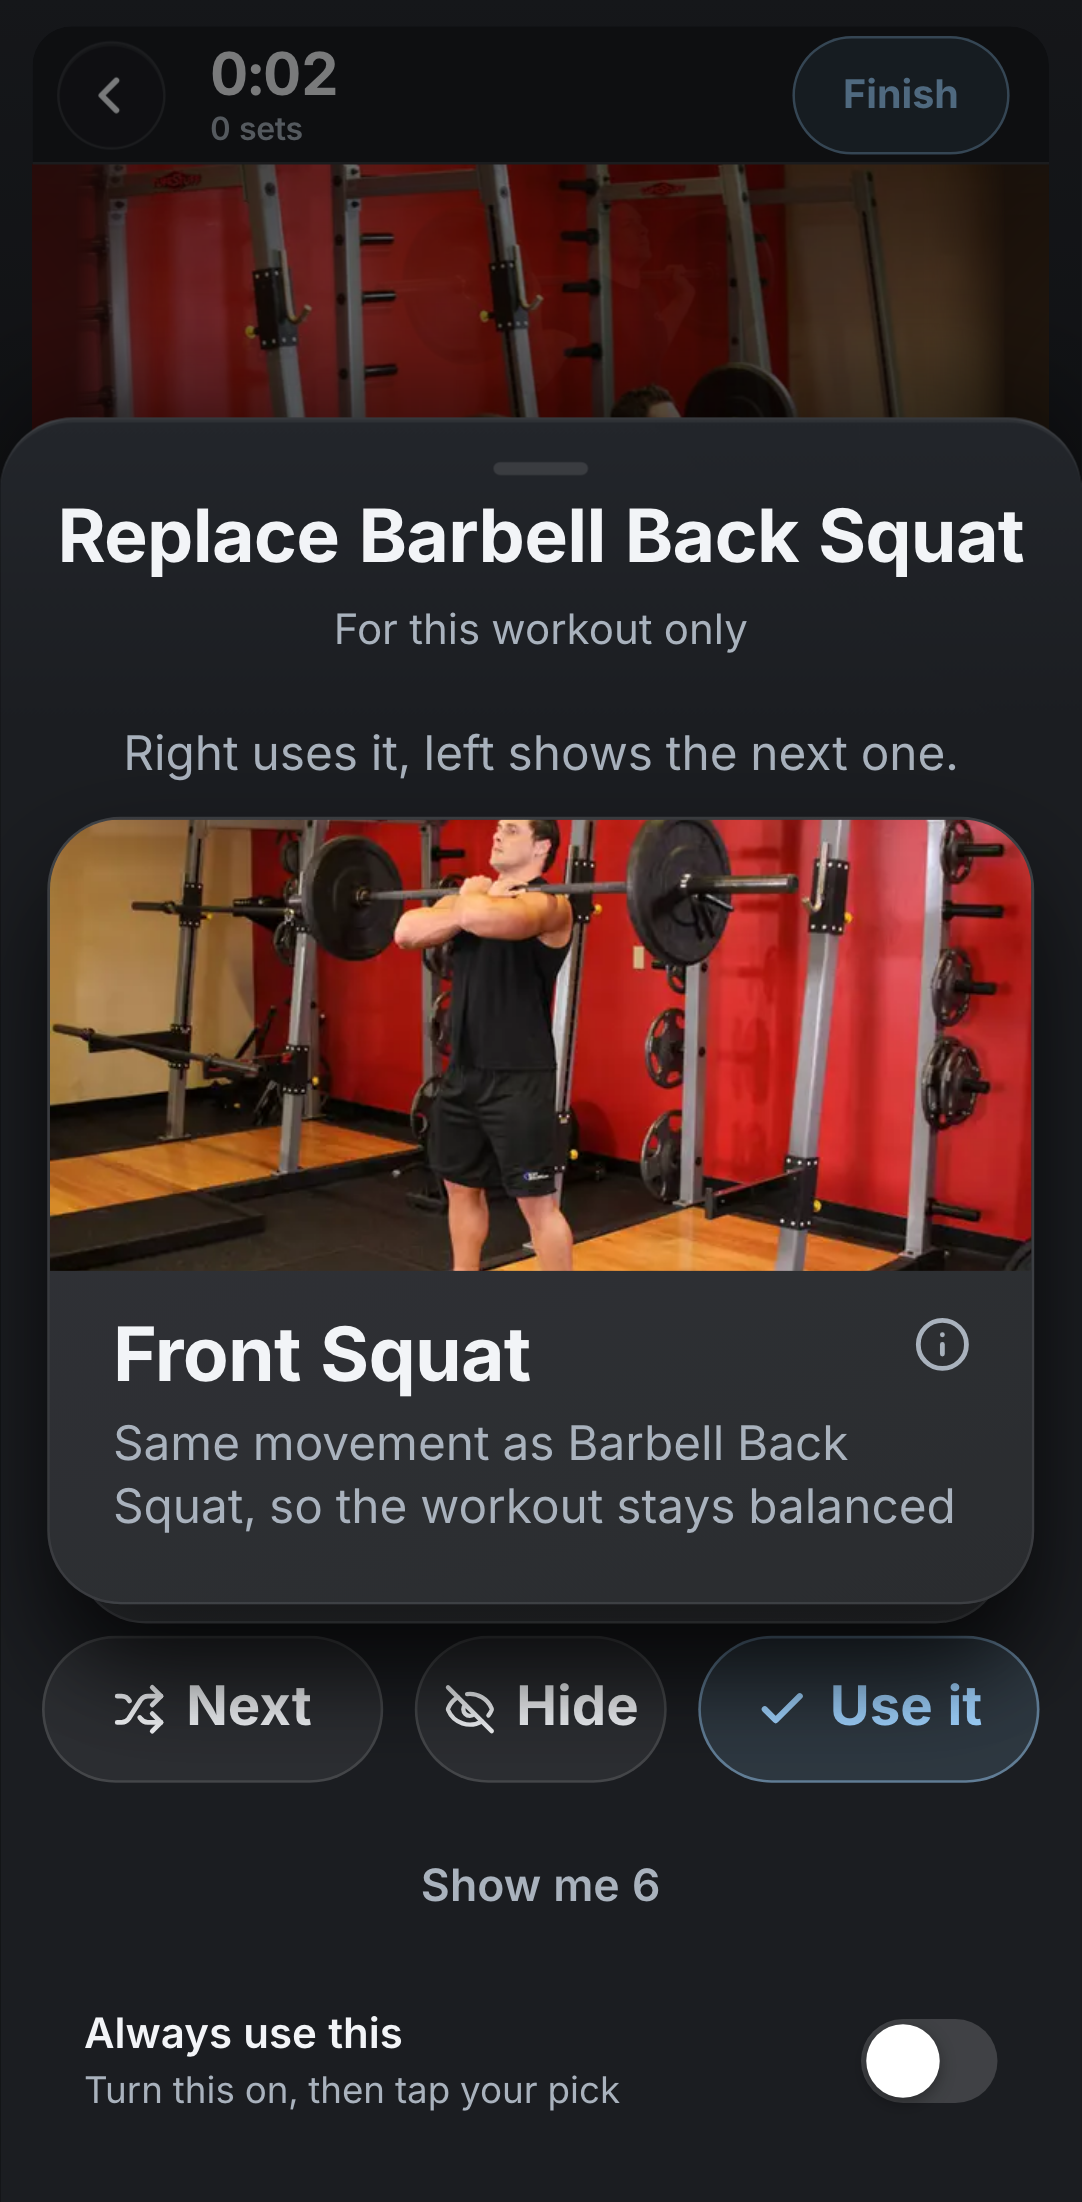 0:02
0 sets
Finish
Replace Barbell Back Squat
For this workout only
Right uses it, left shows the next one.
Front Squat
Same movement as Barbell Back
Squat, so the workout stays balanced
Next
Hide
Use it
Show me 6
Always use this
Turn this on, then tap your pick